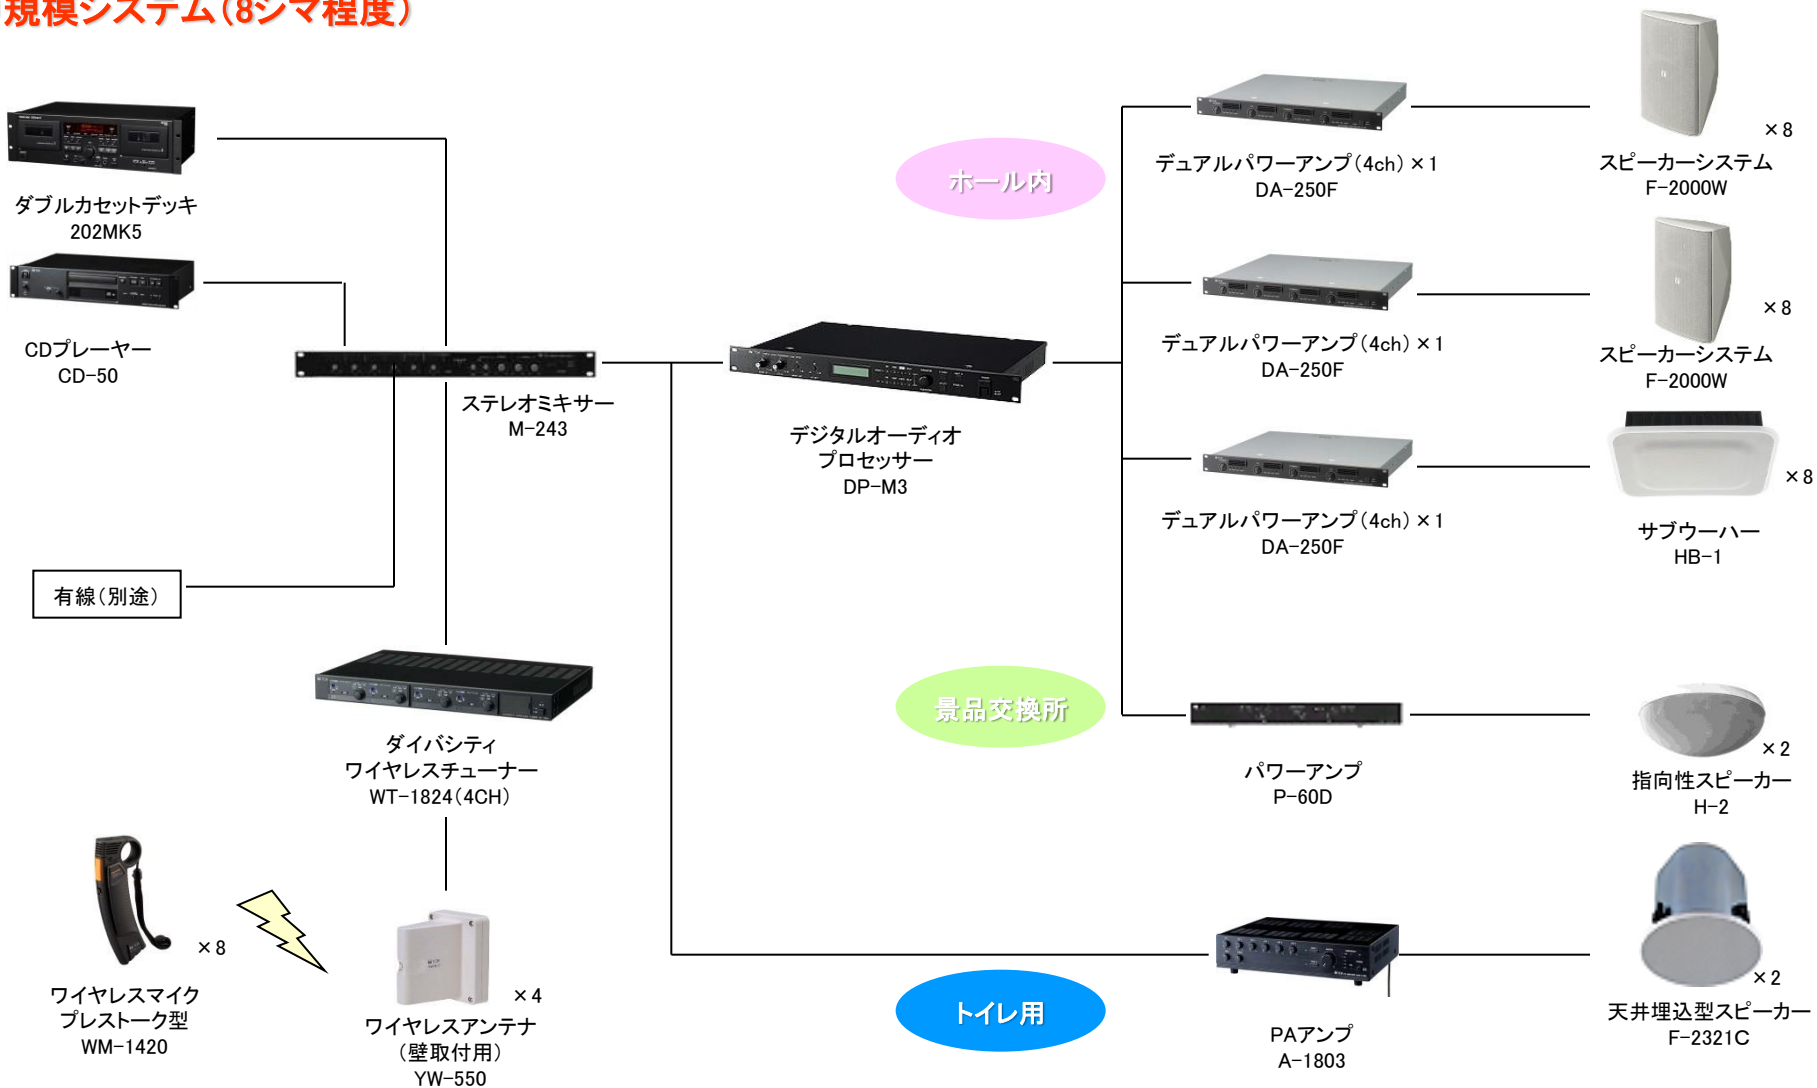 規模システム（8シマ程度）
ダブルカセットデッキ
202MK5
CDプレーヤー
CD-50
有線（別途）
ステレオミキサー
M-243
ダイバシティ
ワイヤレスチューナー
WT-1824（4CH）
×8
ワイヤレスマイク
プレストーク型
WM-1420
×4
ワイヤレスアンテナ
（壁取付用）
YW-550
デジタルオーディオ
プロセッサー
DP-M3
ホール内
デュアルパワーアンプ（4ch）×1
DA-250F
×8
スピーカーシステム
F-2000W
デュアルパワーアンプ（4ch）×1
DA-250F
×8
スピーカーシステム
F-2000W
デュアルパワーアンプ（4ch）×1
DA-250F
×8
サブウーハー
HB-1
景品交換所
パワーアンプ
P-60D
×2
指向性スピーカー
H-2
トイレ用
PAアンプ
A-1803
×2
天井埋込型スピーカー
F-2321C